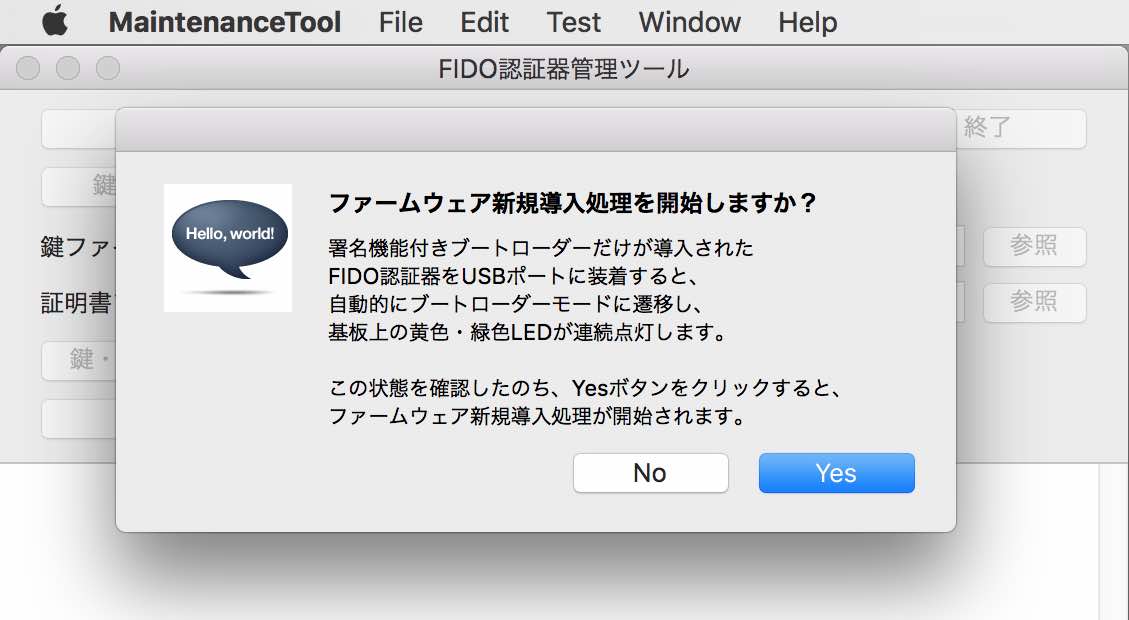 MaintenanceTool File Edit Test Window Help
FIDO認証器管理ツール
終了
鍵
鍵ファ
参照
証明書
参照
鍵・
Hello, world!
ファームウェア新規導入処理を開始しますか？
署名機能付きブートローダーだけが導入された
FIDO認証器をUSBポートに装着すると、
自動的にブートローダーモードに遷移し、
基板上の黄色・緑色LEDが連続点灯します。
この状態を確認したのち、Yesボタンをクリックすると、
ファームウェア新規導入処理が開始されます。
No Yes